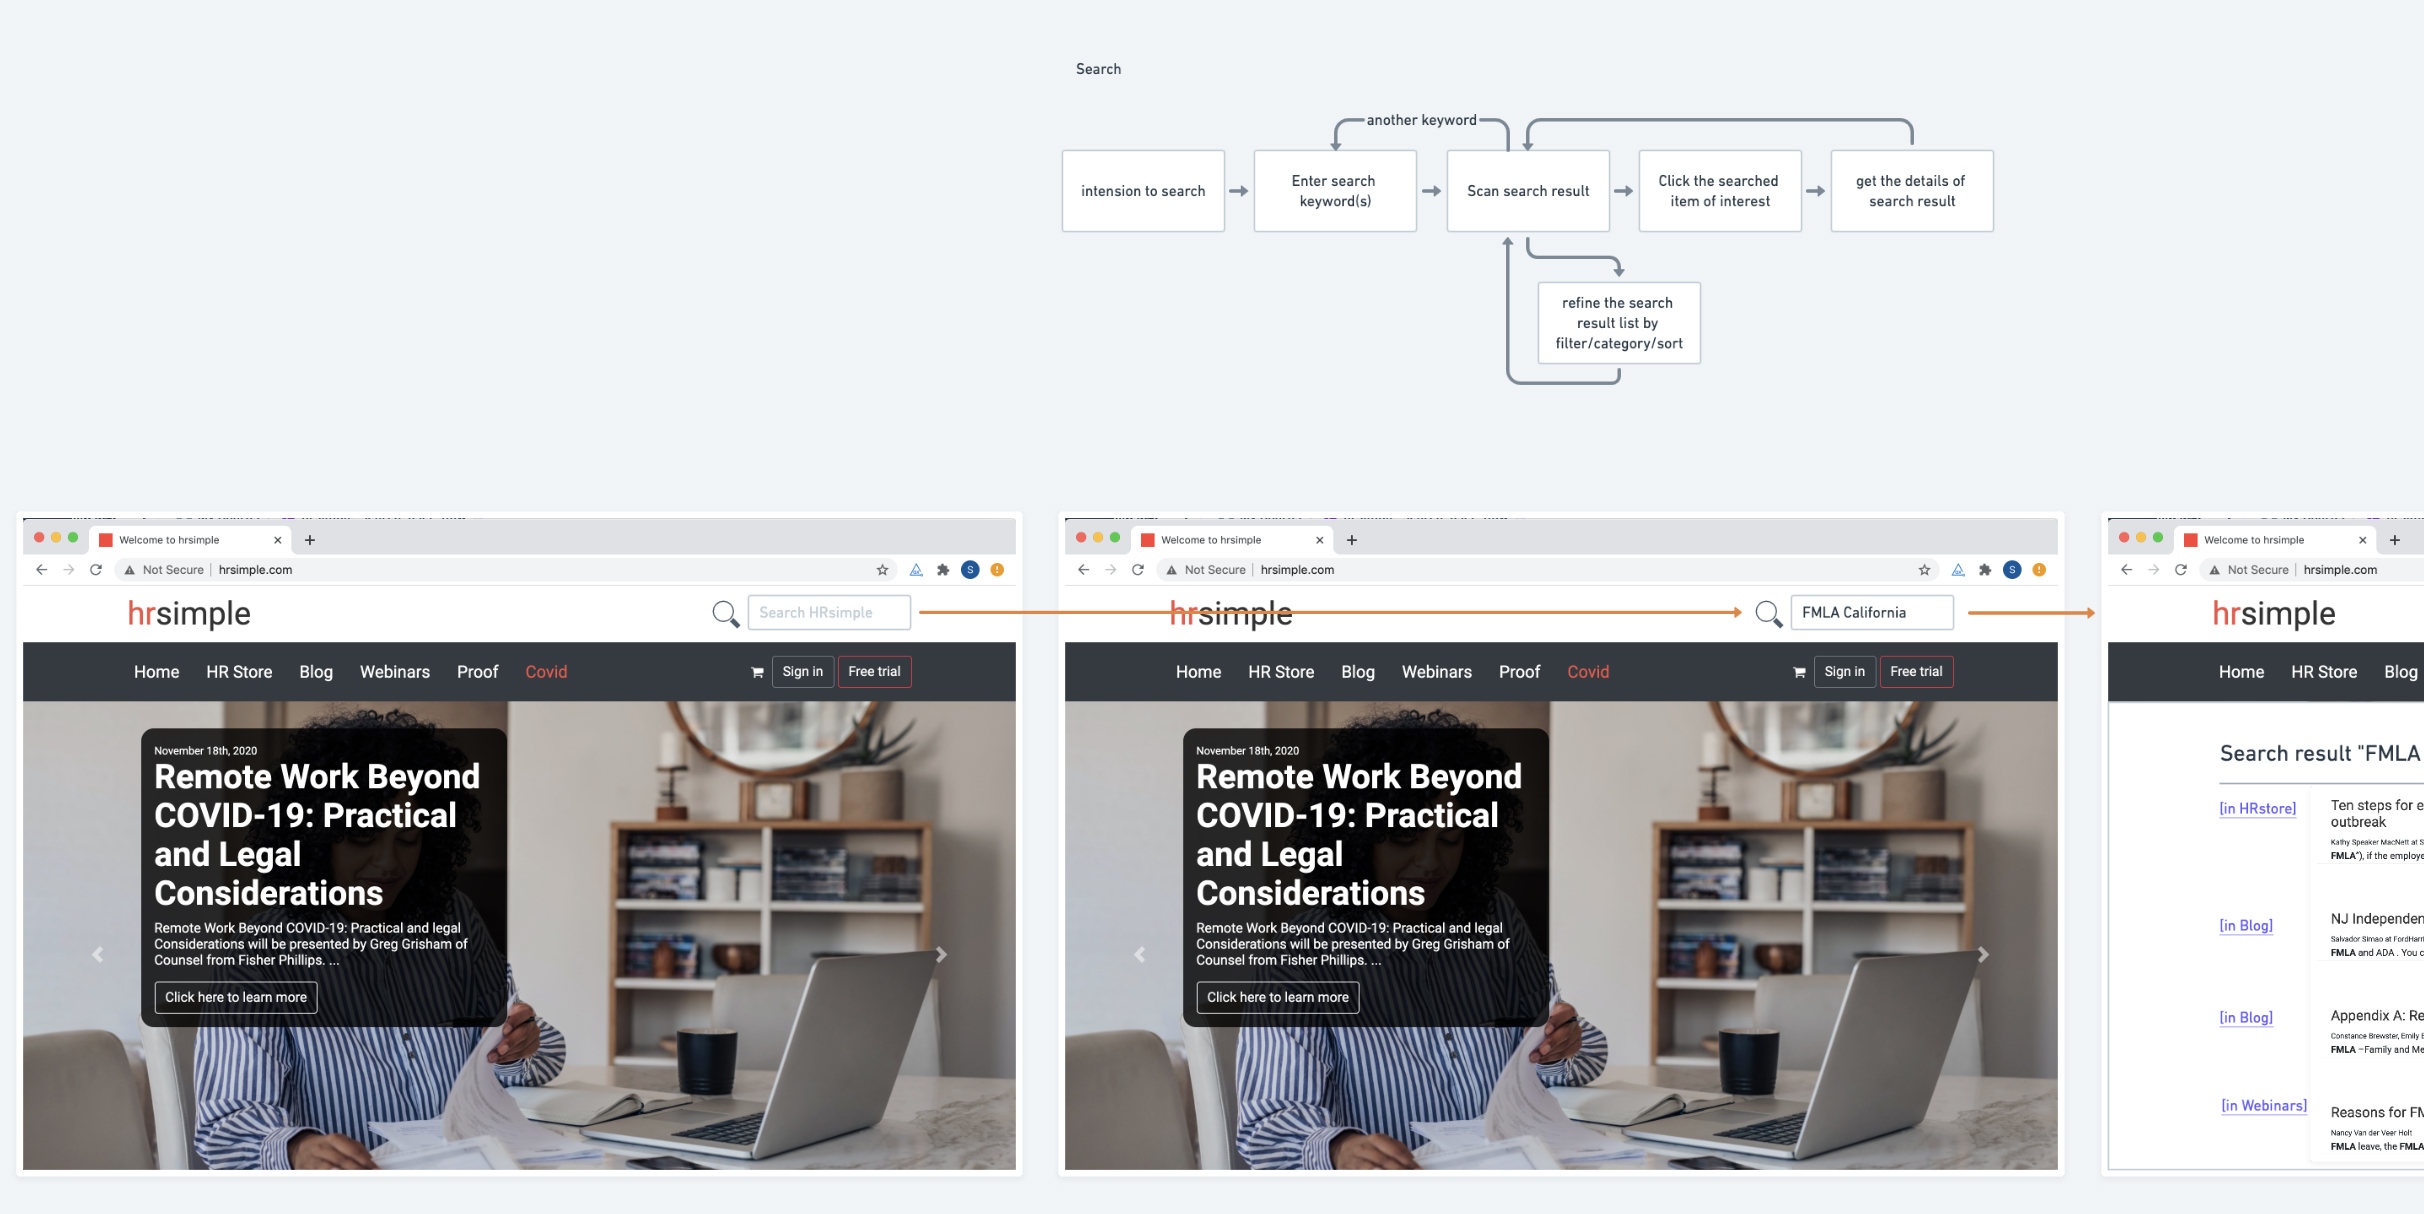 Search
another keyword
intension to search
Enter search
keyword(s)
Scan search result
Click the searched
item of interest
get the details of
search result
refine the search
result list by
filter/category/sort
Welcome to hrsimple
Not Secure | hrsimple.com
S
hrsimple
Search HRsimple
Home HR Store Blog Webinars Proof Covid
Sign in Free trial
November 18th, 2020
Remote Work Beyond
COVID-19: Practical
and Legal
Considerations
Remote Work Beyond COVID-19: Practical and legal
Considerations will be presented by Greg Grisham of
Counsel from Fisher Phillips. ...
Click here to learn more
Welcome to hrsimple
Not Secure | hrsimple.com
S
hrsimple
FMLA California
Home HR Store Blog Webinars Proof Covid
Sign in Free trial
November 18th, 2020
Remote Work Beyond
COVID-19: Practical
and Legal
Considerations
Remote Work Beyond COVID-19: Practical and legal
Considerations will be presented by Greg Grisham of
Counsel from Fisher Phillips. ...
Click here to learn more
Welcome to hrsimple
Not Secure | hrsimple.com
hrsimple
Home HR Store Blog
Search result "FMLA
[in HRstore]
Ten steps for e
outbreak
Kathy Speaker MacNett at S
FMLA"), if the employe
[in Blog]
NJ Independen
Salvador Simao at FordHarri
FMLA and ADA . You c
[in Blog]
Appendix A: Re
Constance Brewster, Emily E
FMLA –Family and Me
[in Webinars]
Reasons for FM
Nancy Van der Veer Holt
FMLA leave, the FMLA